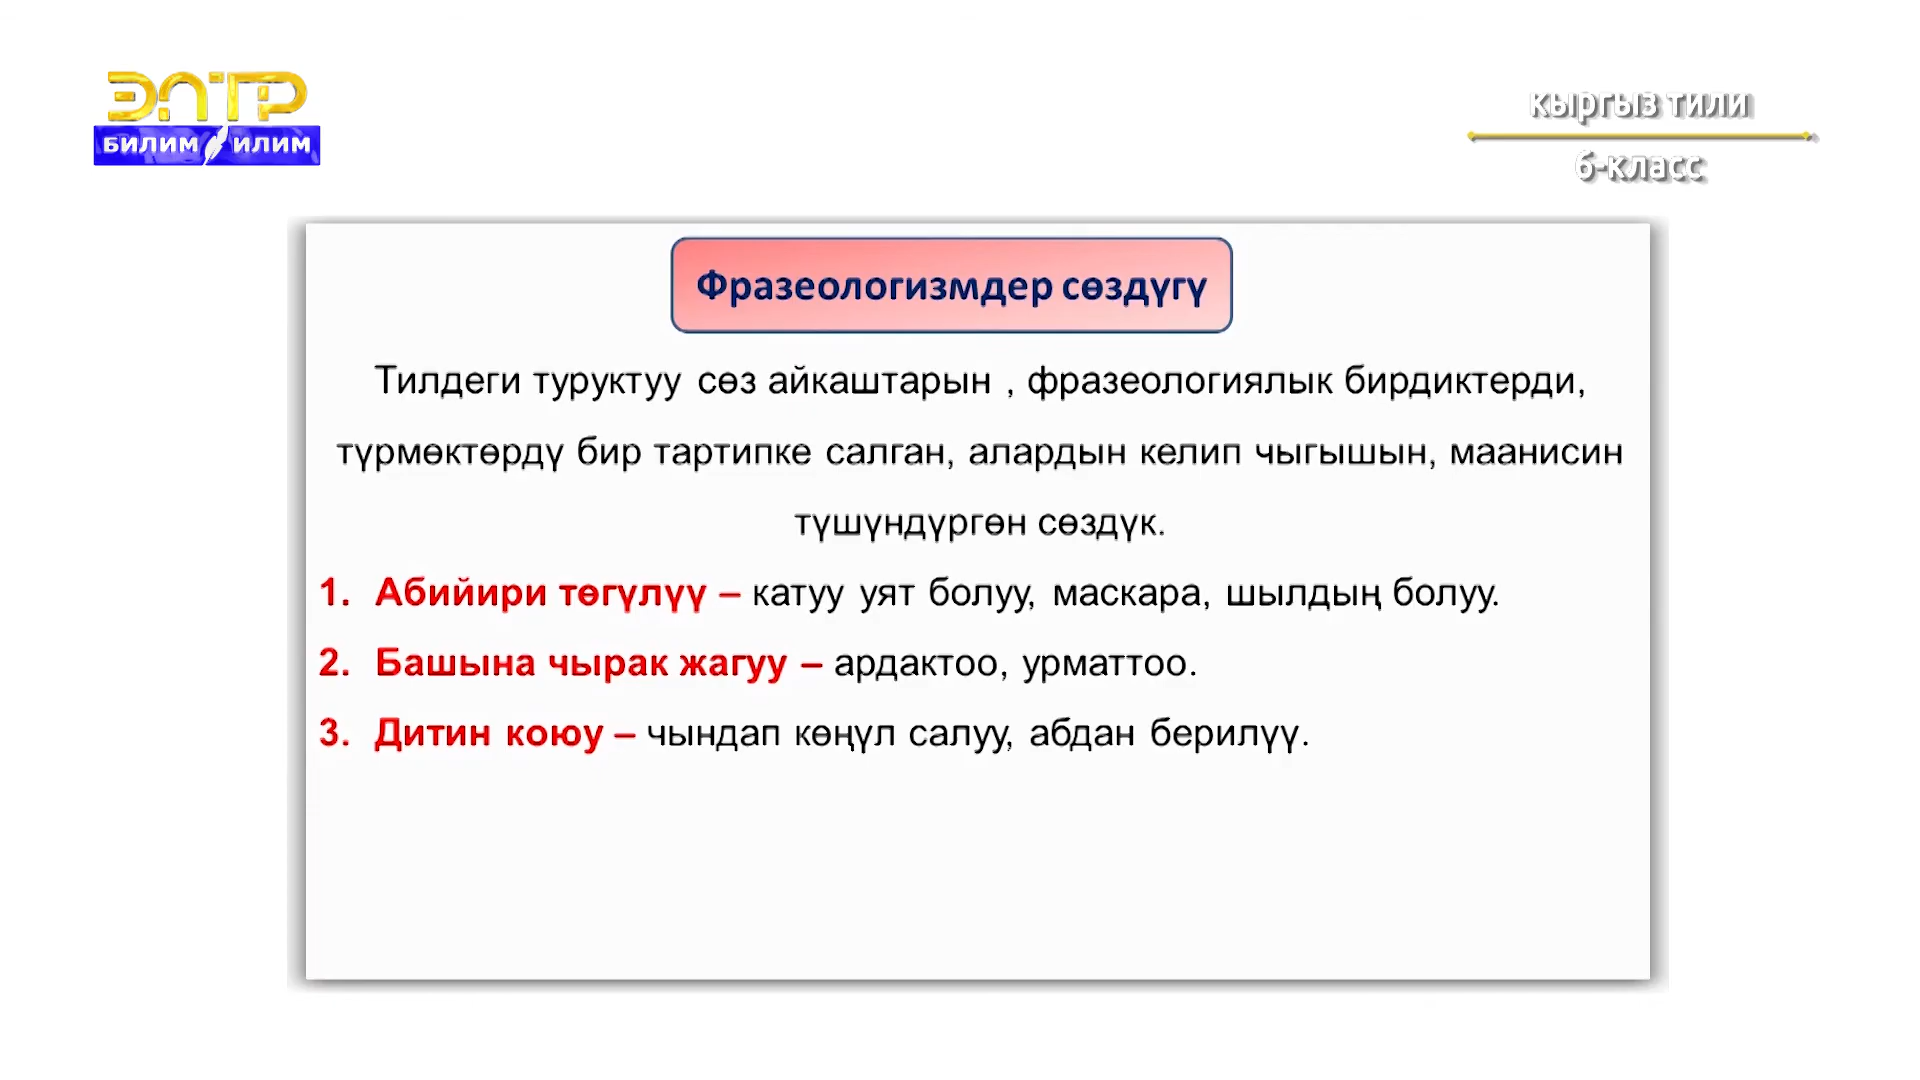 ЭЛТР
БИЛИМ ИЛИМ
кыргыз тили
6-класс
Фразеологизмдер сөздүгү
Тилдеги туруктуу сөз айкаштарын , фразеологиялык бирдиктерди,
түрмөктөрдү бир тартипке салган, алардын келип чыгышын, маанисин
түшүндүргөн сөздүк.
1. Абийири төгүлүү – катуу уят болуу, маскара, шылдың болуу.
2. Башына чырак жагуу – ардактоо, урматтоо.
3. Дитин коюу – чындап көңүл салуу, абдан берилүү.